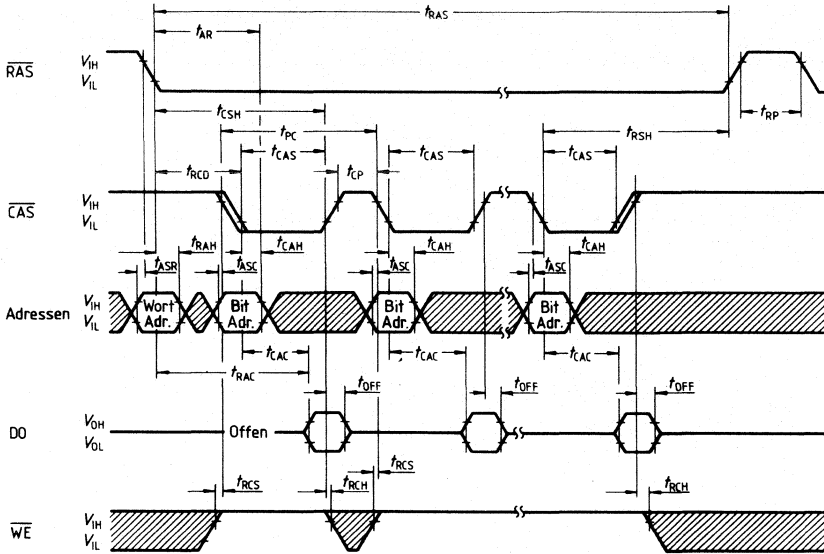 tRAS
tAR
RAS
VIH
VIL
tCSH
tRP
tPC
tRSH
tCAS
tCAS
tCAS
tRCD
tCP
CAS
VIH
VIL
tRAH
tCAH
tCAH
tCAH
tASR
tASC
tASC
tASC
Adressen
VIH
VIL
Wort Adr.
Bit Adr.
Bit Adr.
Bit Adr.
tCAC
tCAC
tCAC
tRAC
tOFF
tOFF
tOFF
DO
VOH
VOL
Offen
tRCS
tRCS
tRCH
tRCH
WE
VIH
VIL